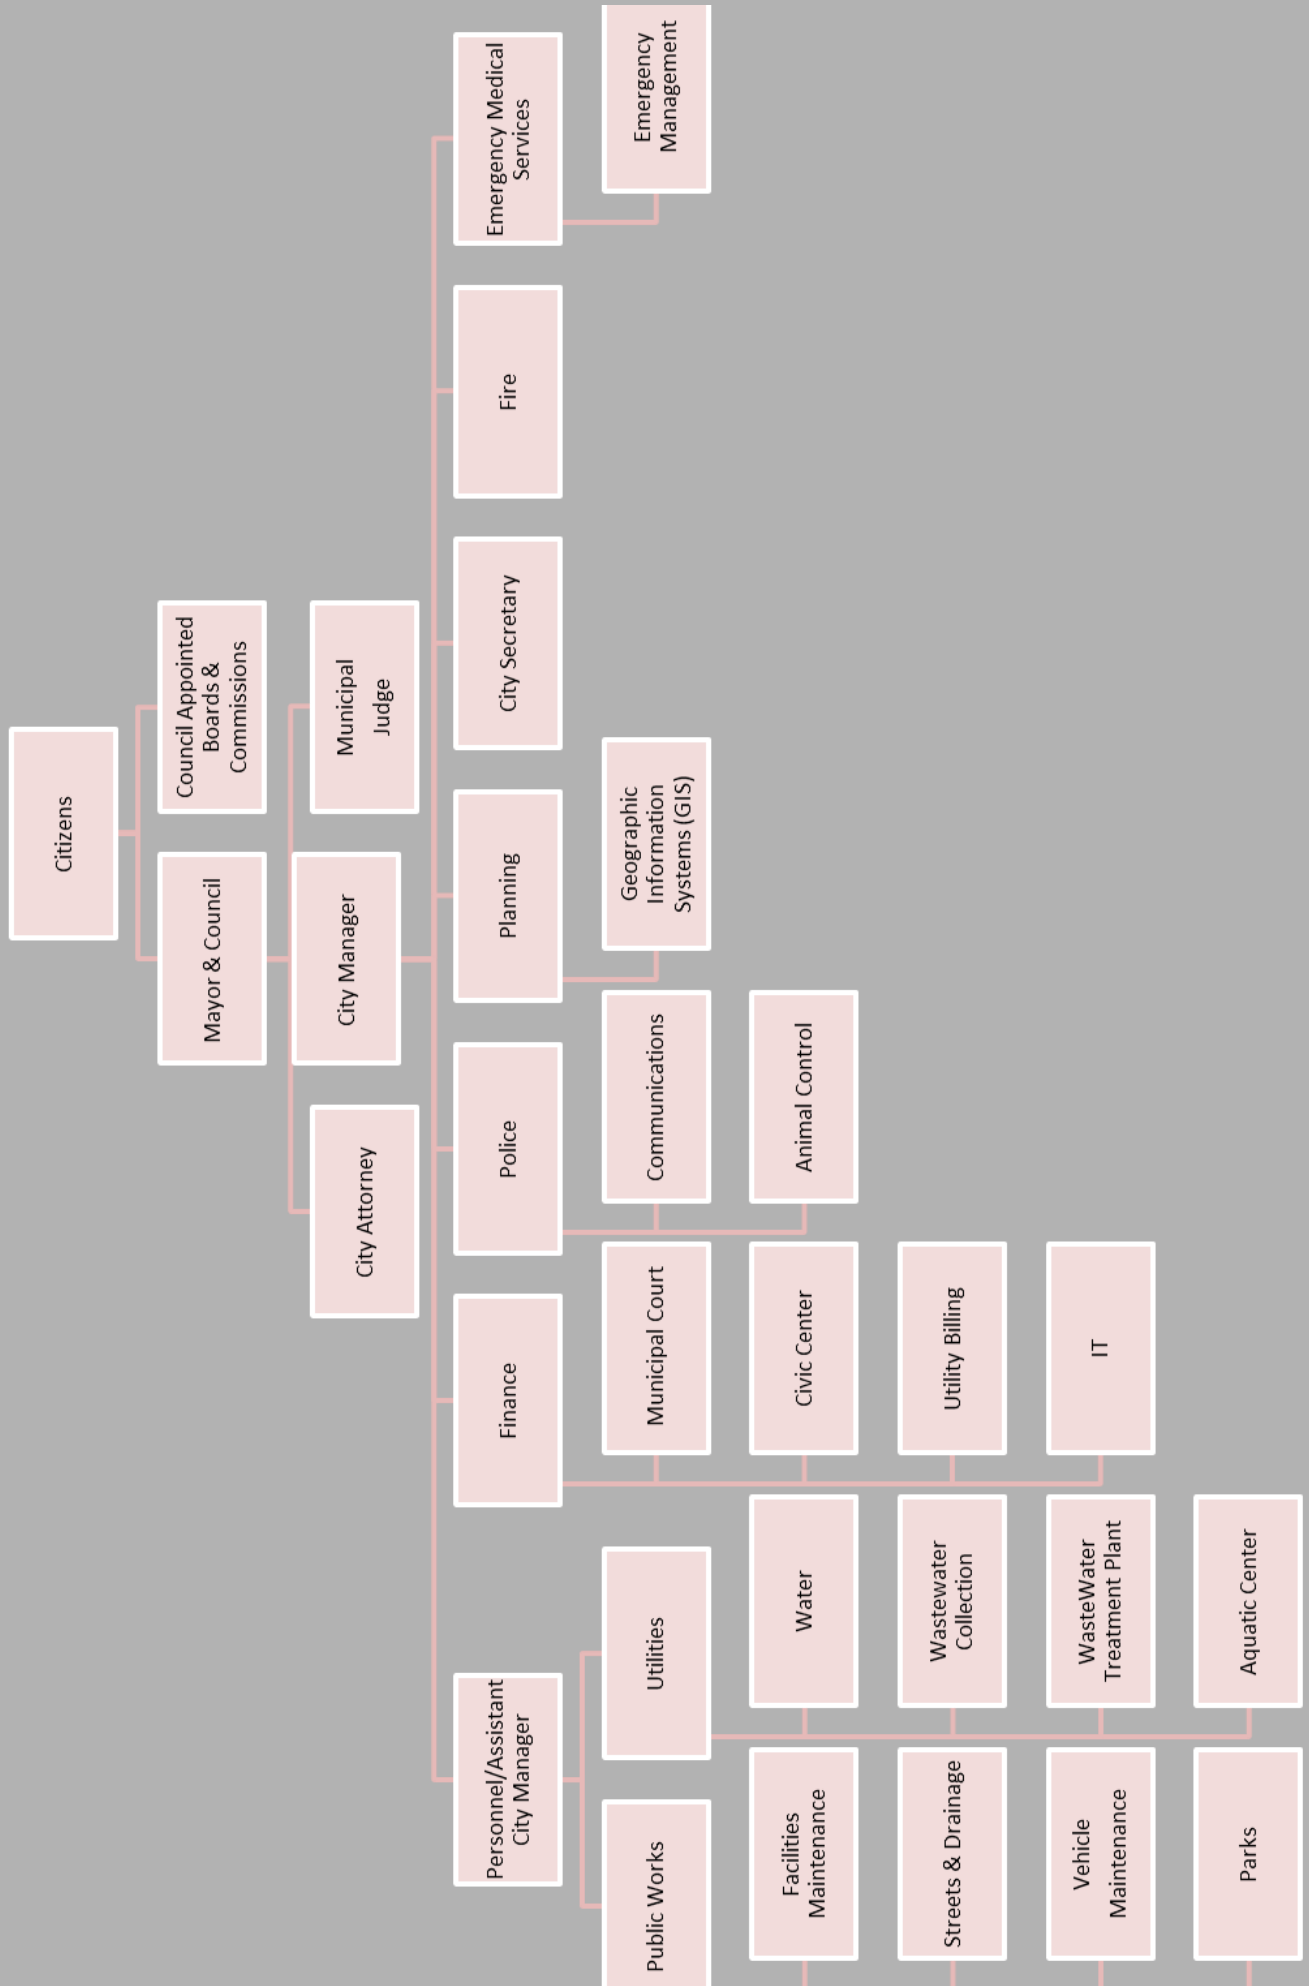 Citizens
Mayor & Council
Council Appointed
Boards &
Commissions
City Attorney
City Manager
Municipal
Judge
Personnel/Assistant
City Manager
Finance
Police
Planning
City Secretary
Fire
Emergency Medical
Services
Public Works
Utilities
Municipal Court
Communications
Geographic
Information
Systems (GIS)
Emergency
Management
Facilities
Maintenance
Water
Civic Center
Animal Control
Streets & Drainage
Wastewater
Collection
Utility Billing
Vehicle
Maintenance
WasteWater
Treatment Plant
IT
Parks
Aquatic Center